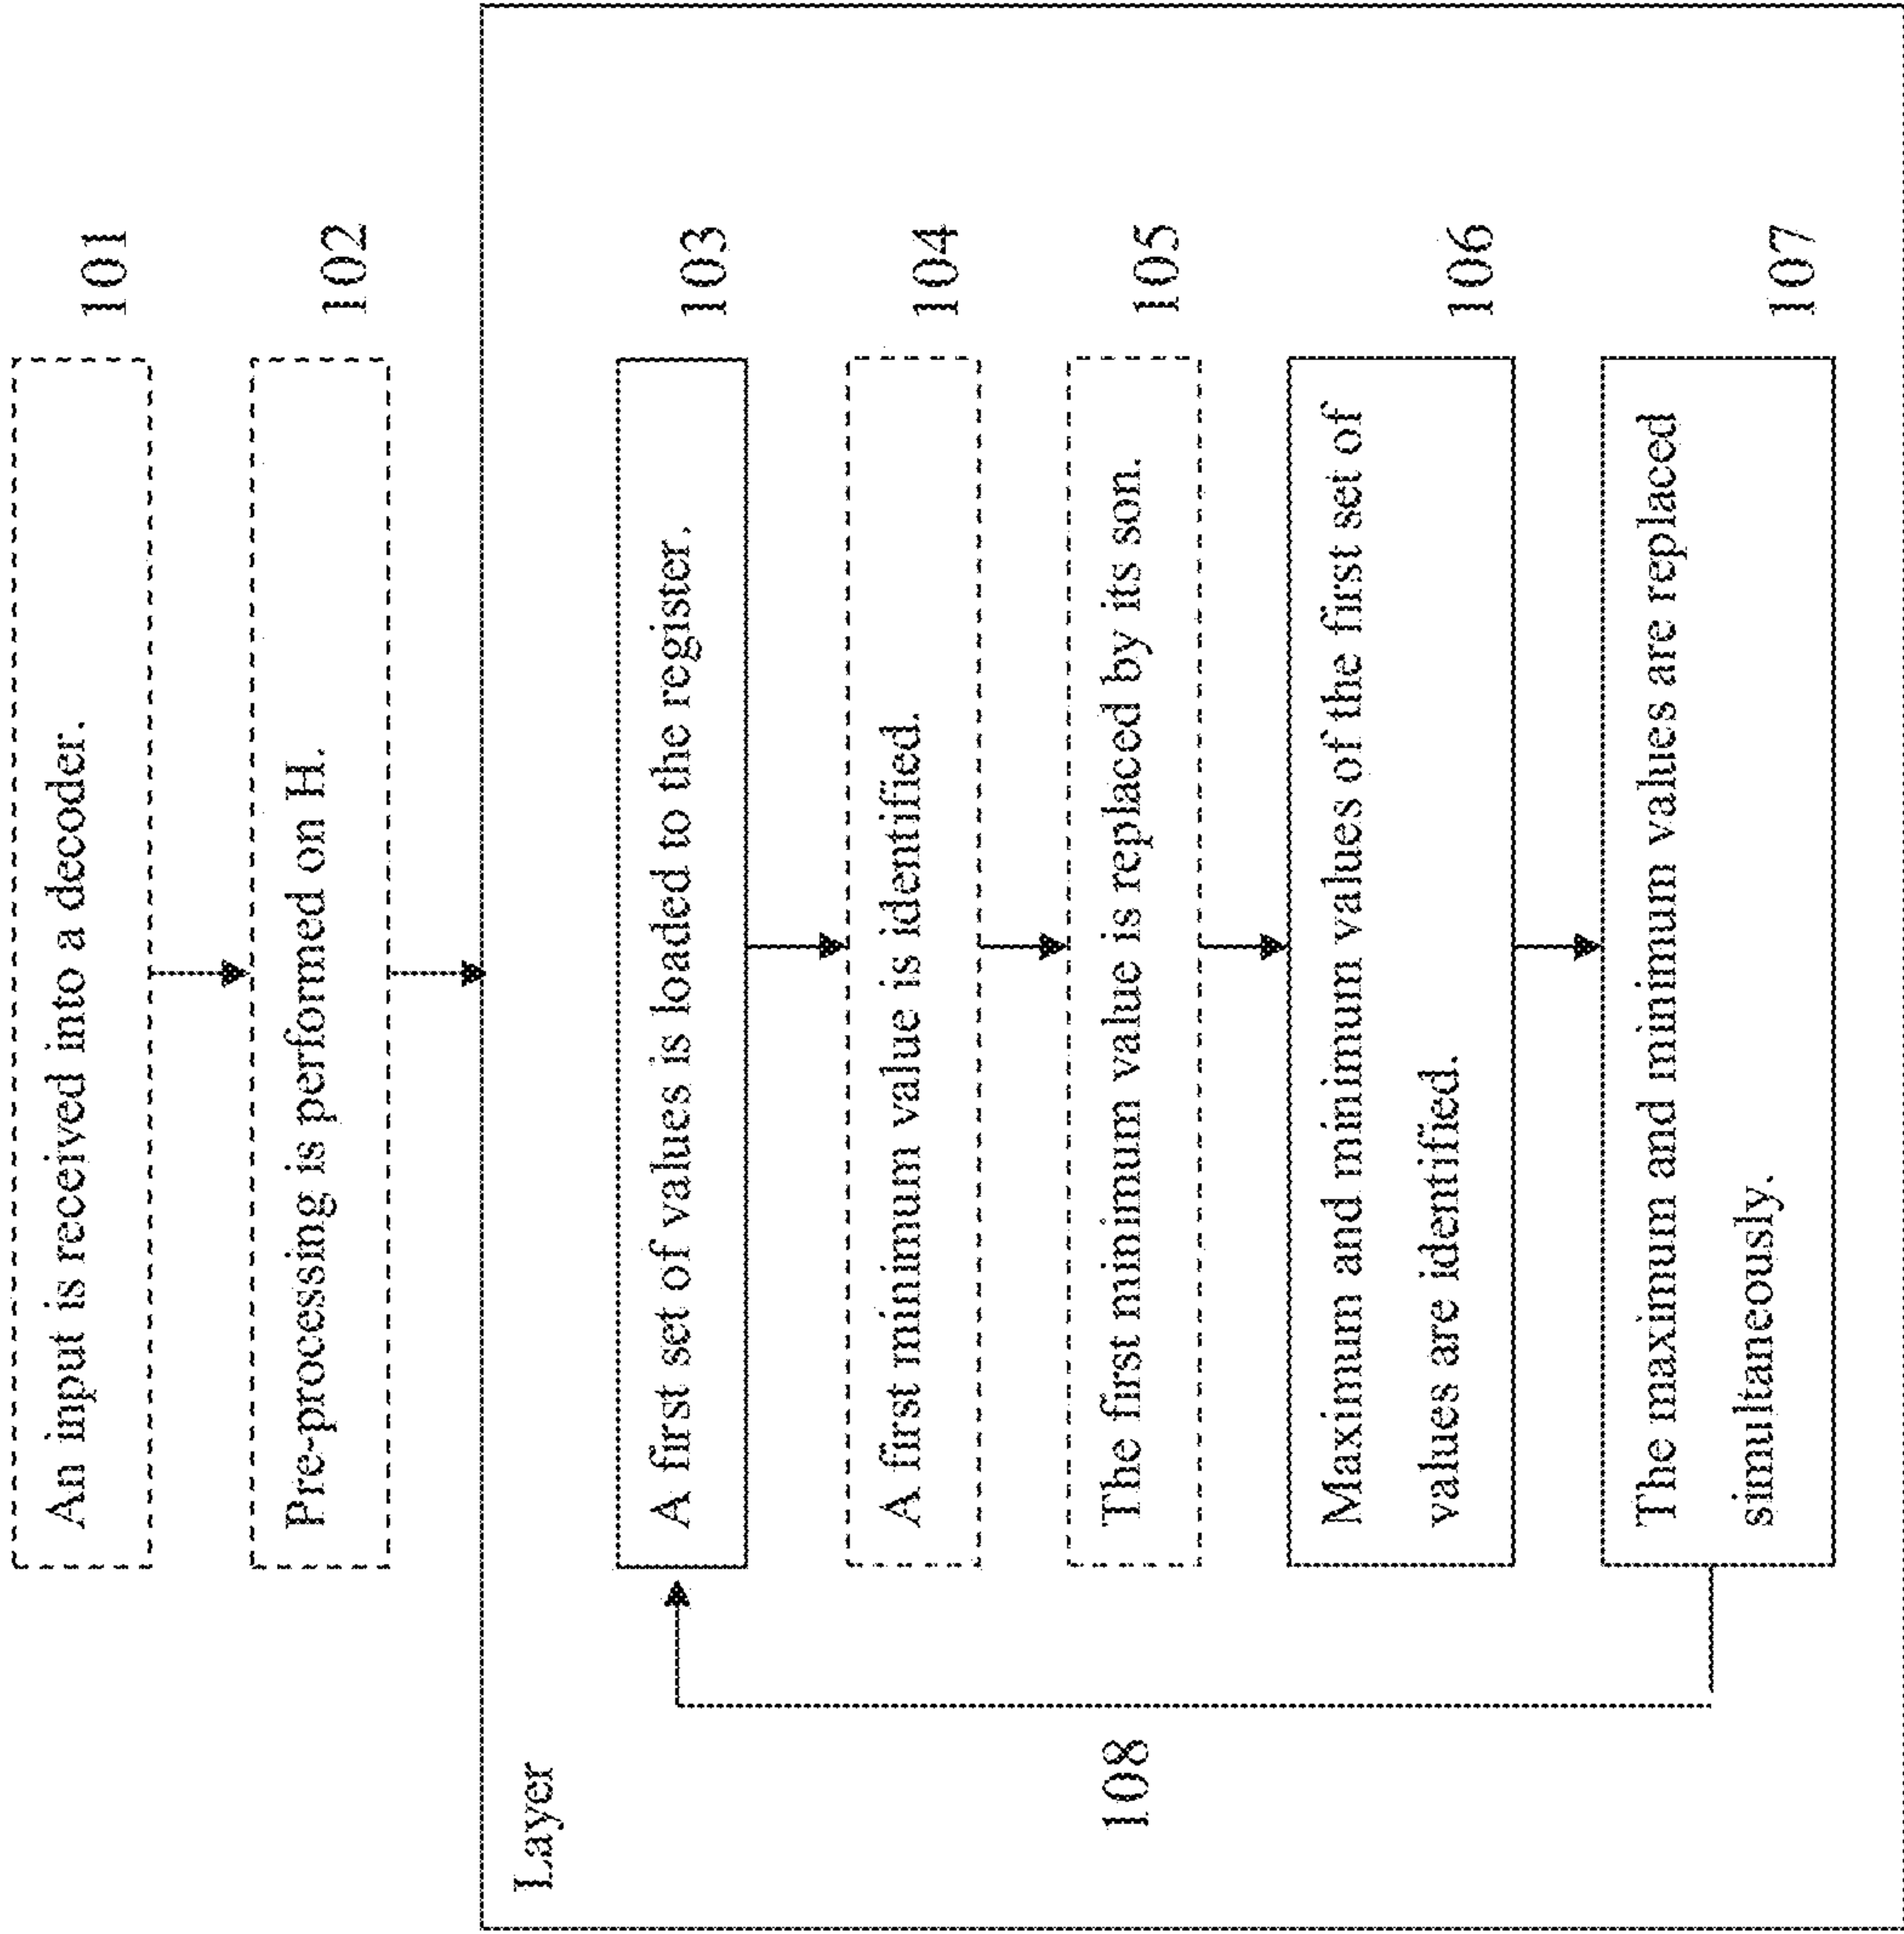 An input is received into a decoder.
101
Pre-processing is performed on H.
102
Layer
A first set of values is loaded to the register.
103
A first minimum value is identified.
104
The first minimum value is replaced by its son.
105
Maximum and minimum values of the first set of
values are identified.
106
The maximum and minimum values are replaced
simultaneously.
107
108